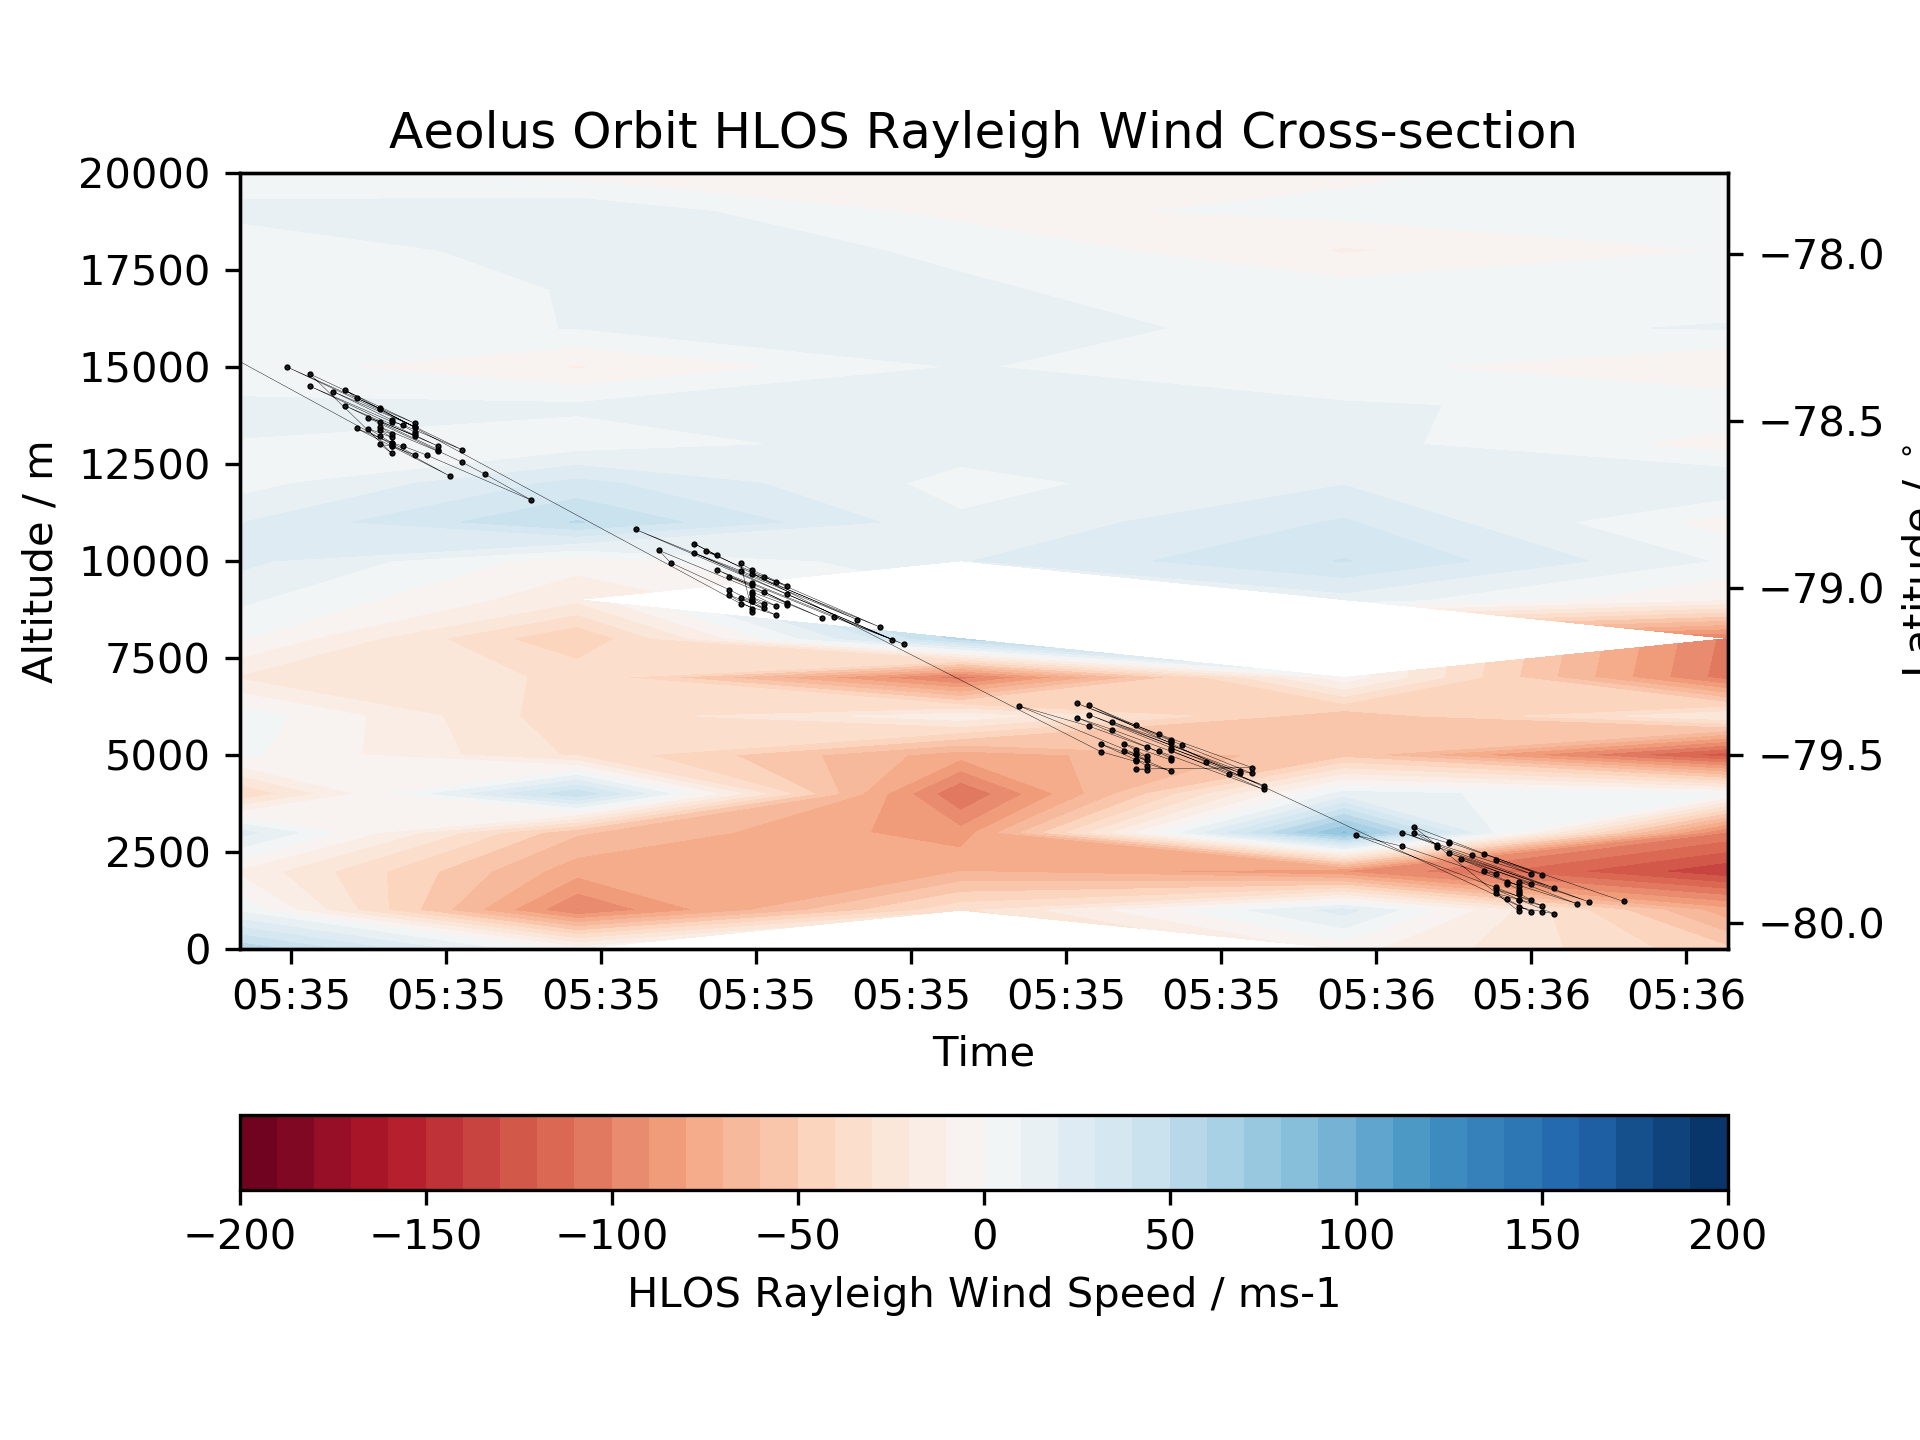 Aeolus Orbit HLOS Rayleigh Wind Cross-section
20000
17500
15000
12500
10000
7500
5000
2500
0
Altitude / m
−78.0
−78.5
−79.0
−79.5
−80.0
Latitude / °
05:35 05:35 05:35 05:35 05:35 05:35 05:35 05:36 05:36 05:36
Time
−200 −150 −100 −50 0 50 100 150 200
HLOS Rayleigh Wind Speed / ms-1